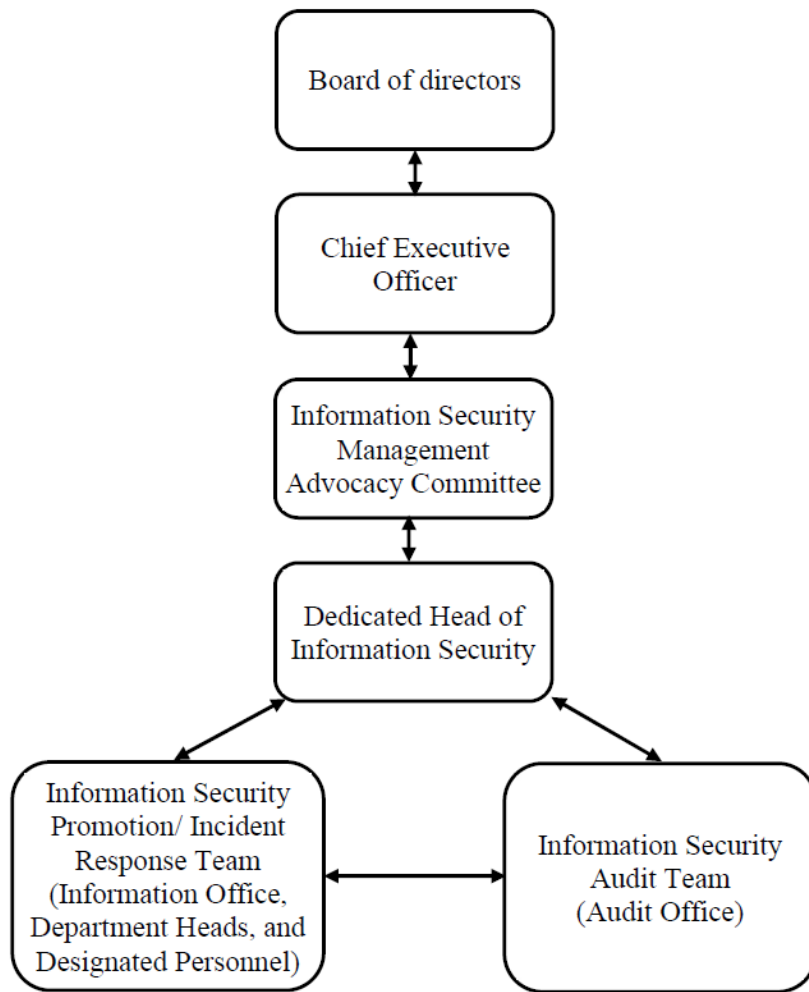 Board of directors
Chief Executive
Officer
Information Security
Management
Advocacy Committee
Dedicated Head of
Information Security
Information Security
Promotion/ Incident
Response Team
(Information Office,
Department Heads, and
Designated Personnel)
Information Security
Audit Team
(Audit Office)